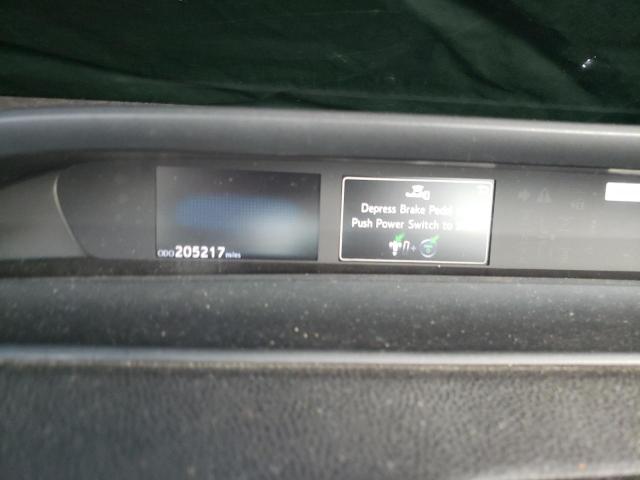 ODO 205217 miles
Depress Brake Pedal
Push Power Switch to